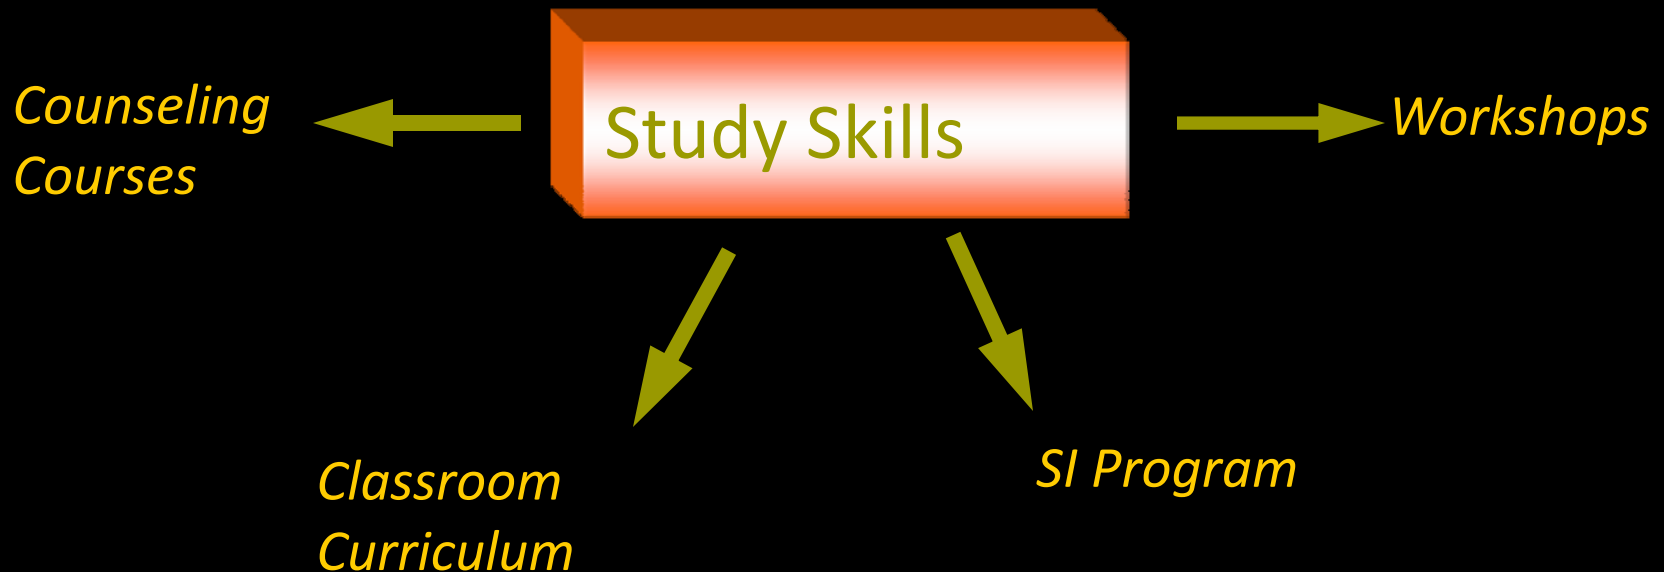 Study Skills
Counseling
Courses
Workshops
Classroom
Curriculum
SI Program